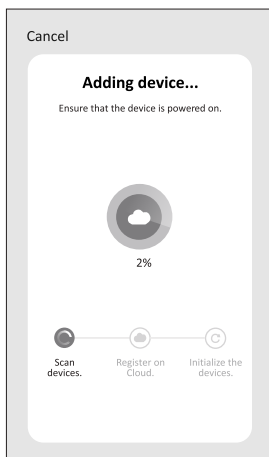 Cancel
Adding device...
Ensure that the device is powered on.
2%
Scan
devices.
Register on
Cloud.
Initialize the
devices.